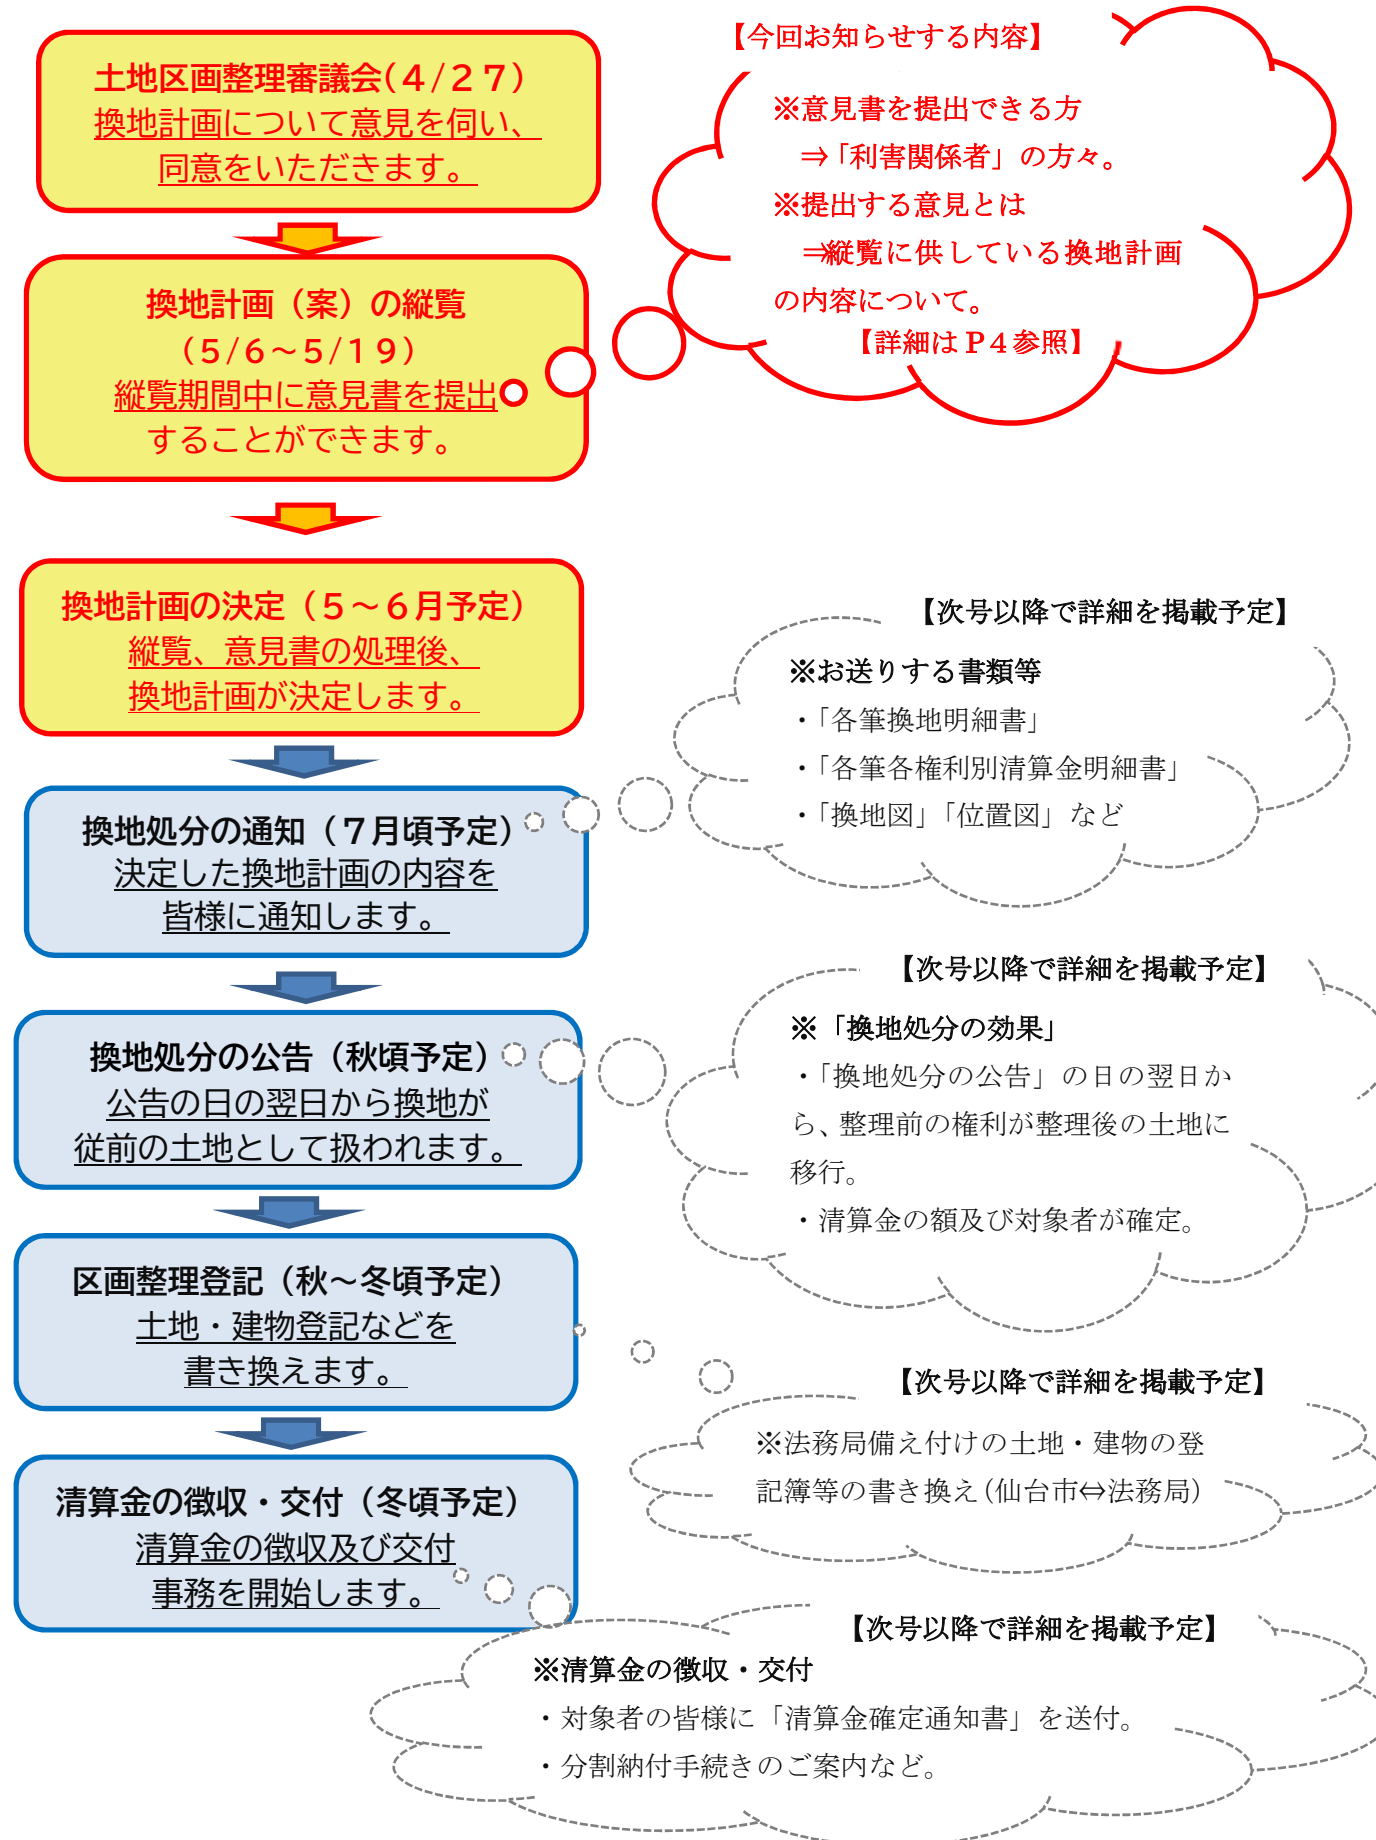 土地区画整理審議会(４/２７)
換地計画について意見を伺い、
同意をいただきます。
【今回お知らせする内容】
※意見書を提出できる方
⇒「利害関係者」の方々。
※提出する意見とは
⇒縦覧に供している換地計画
の内容について。
【詳細はＰ４参照】
換地計画（案）の縦覧
（５/６～５/１９）
縦覧期間中に意見書を提出
することができます。
換地計画の決定（５～６月予定）
縦覧、意見書の処理後、
換地計画が決定します。
【次号以降で詳細を掲載予定】
※お送りする書類等
・「各筆換地明細書」
・「各筆各権利別清算金明細書」
・「換地図」「位置図」など
換地処分の通知（７月頃予定）
決定した換地計画の内容を
皆様に通知します。
【次号以降で詳細を掲載予定】
※「換地処分の効果」
・「換地処分の公告」の日の翌日か
ら、整理前の権利が整理後の土地に
移行。
・清算金の額及び対象者が確定。
換地処分の公告（秋頃予定）
公告の日の翌日から換地が
従前の土地として扱われます。
区画整理登記（秋～冬頃予定）
土地・建物登記などを
書き換えます。
【次号以降で詳細を掲載予定】
※法務局備え付けの土地・建物の登
記簿等の書き換え(仙台市⇔法務局)
清算金の徴収・交付（冬頃予定）
清算金の徴収及び交付
事務を開始します。
【次号以降で詳細を掲載予定】
※清算金の徴収・交付
・対象者の皆様に「清算金確定通知書」を送付。
・分割納付手続きのご案内など。